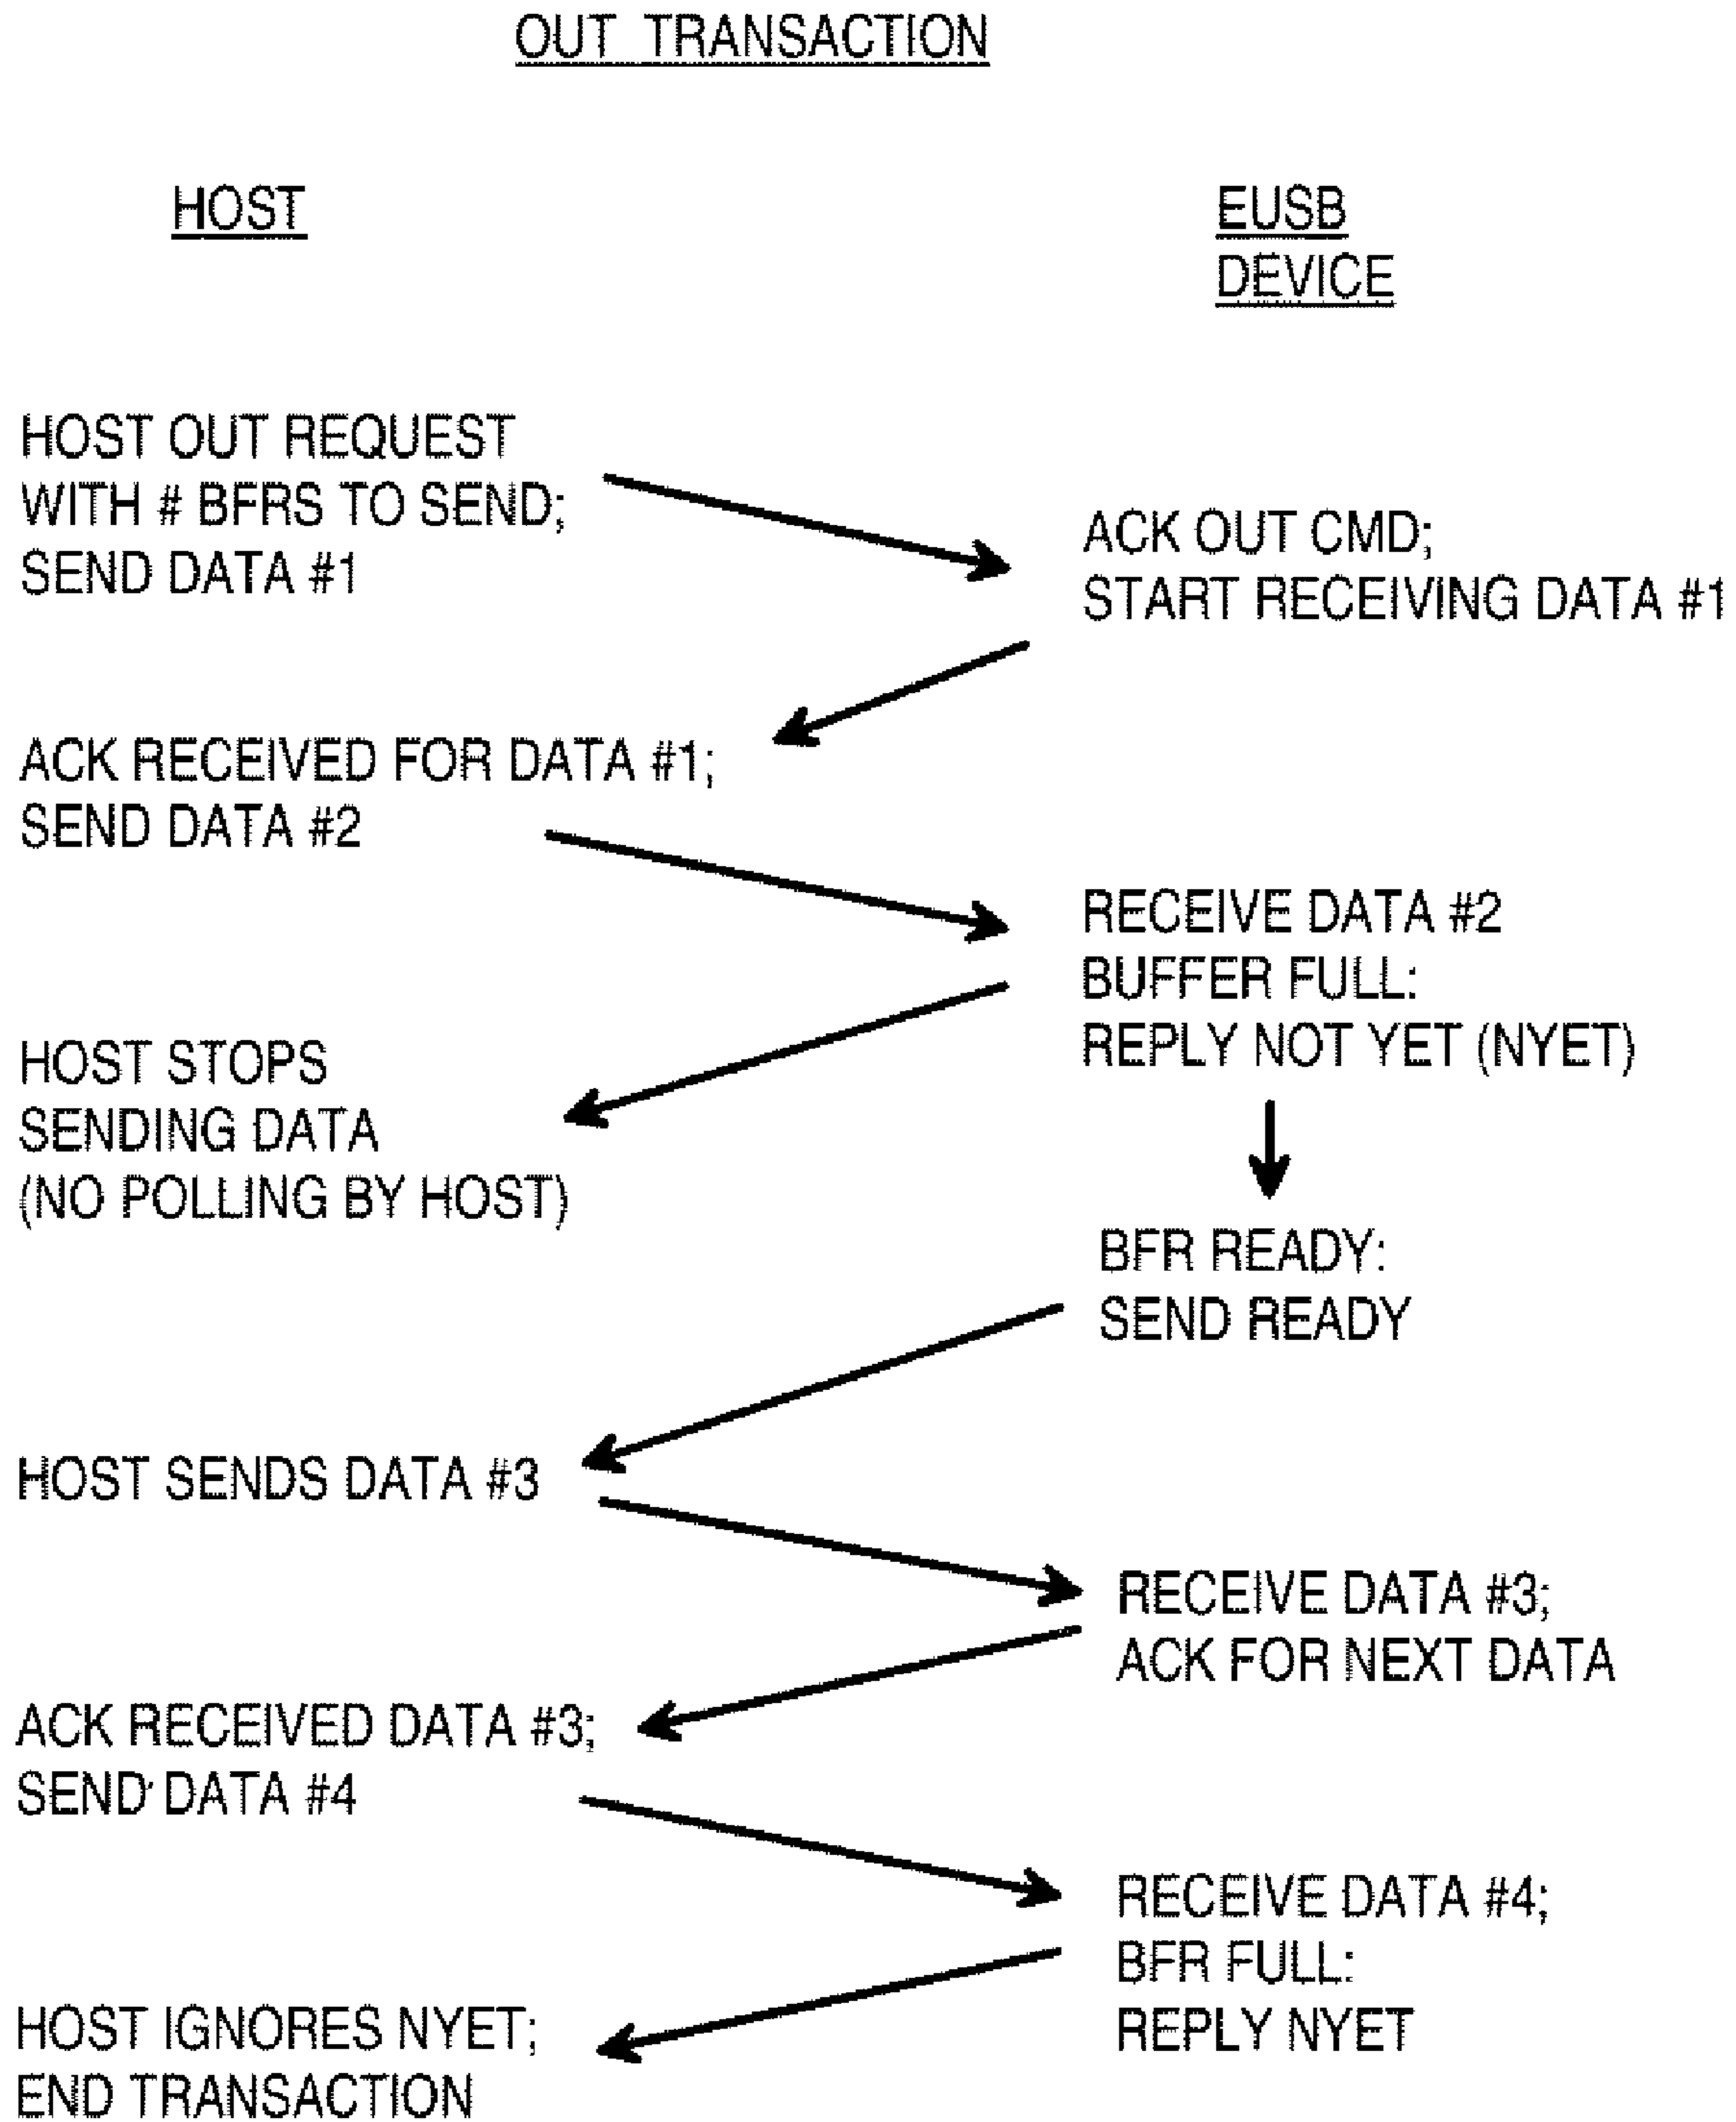 OUT TRANSACTION
HOST
EUSB
DEVICE
HOST OUT REQUEST
WITH # BFRS TO SEND;
SEND DATA #1
ACK OUT CMD;
START RECEIVING DATA #1
ACK RECEIVED FOR DATA #1;
SEND DATA #2
RECEIVE DATA #2
BUFFER FULL:
REPLY NOT YET (NYET)
HOST STOPS
SENDING DATA
(NO POLLING BY HOST)
BFR READY:
SEND READY
HOST SENDS DATA #3
RECEIVE DATA #3;
ACK FOR NEXT DATA
ACK RECEIVED DATA #3;
SEND DATA #4
RECEIVE DATA #4;
BFR FULL:
REPLY NYET
HOST IGNORES NYET;
END TRANSACTION